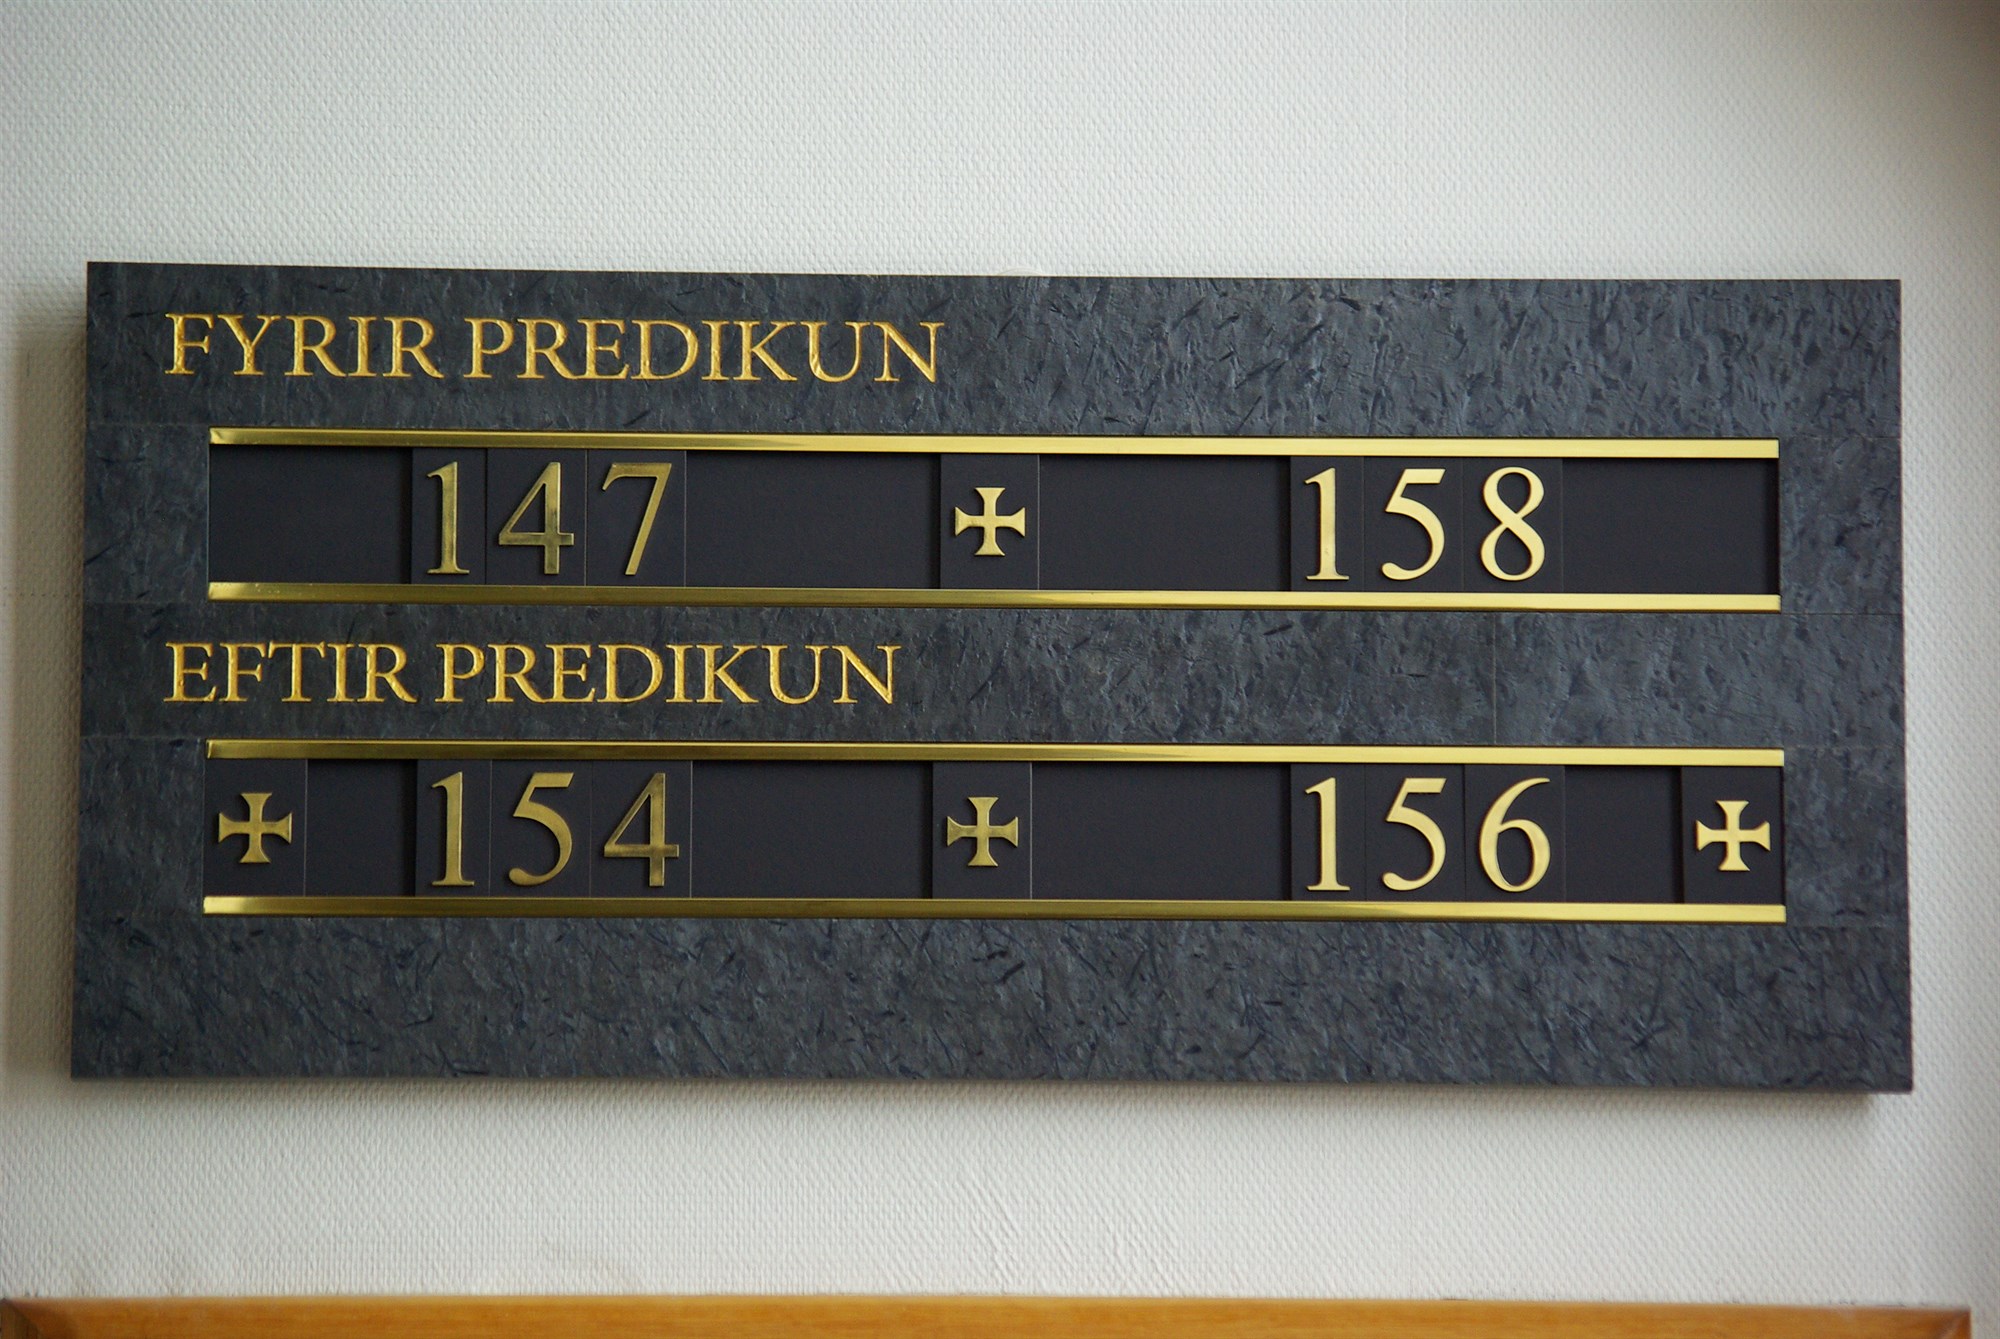 FYRIR PREDIKUN
147 ✠ 158
EFTIR PREDIKUN
✠ 154 ✠ 156 ✠